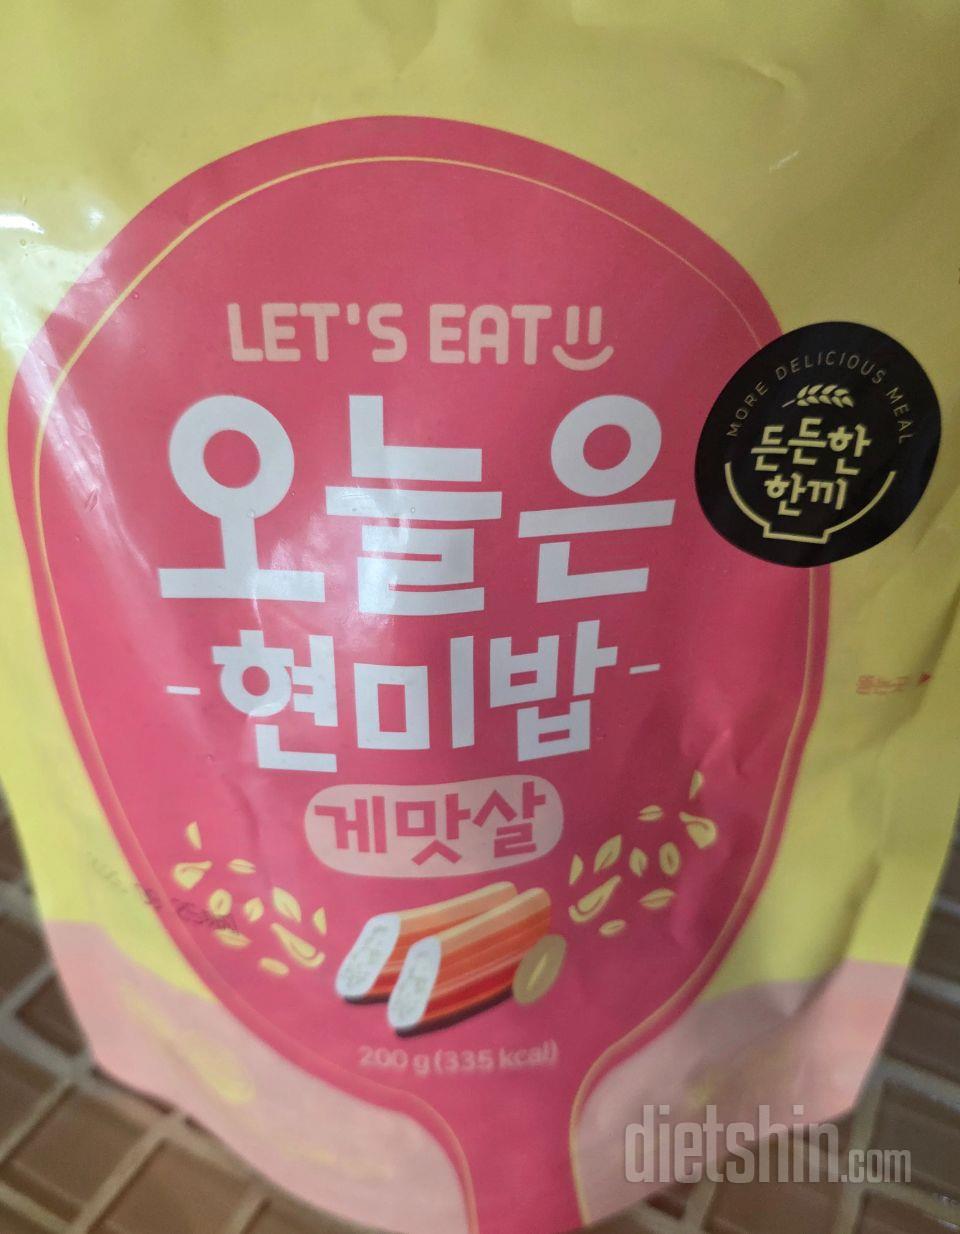 LET'S EAT
오늘은
MORE DELICIOUS MEAL
든든한
한끼
-현미밥-
게맛살
200 g (335 kcal)
dietshin.com